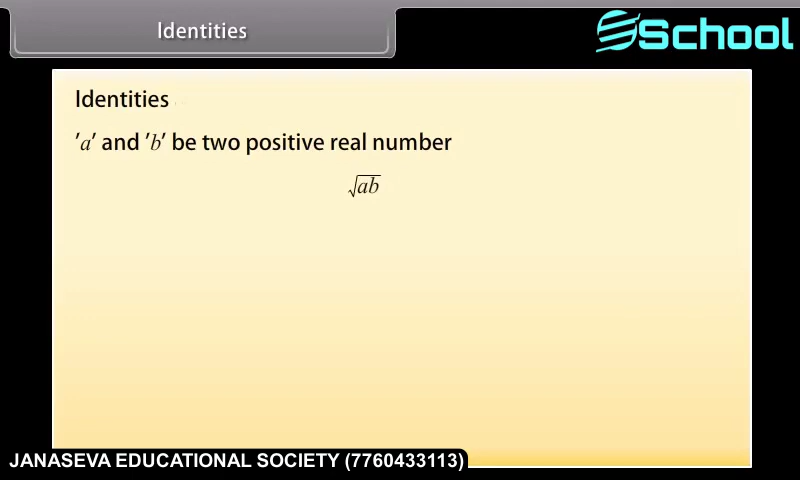 Identities
School
Identities
'a' and 'b' be two positive real number
√ab
JANASEVA EDUCATIONAL SOCIETY (7760433113)